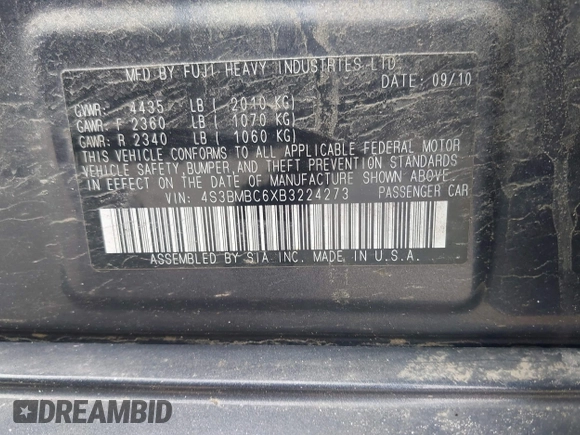 MFD BY FUJI HEAVY INDUSTRIES LTD
DATE: 09/10
GVWR: 4435 LB ( 2010 KG)
GAWR: F 2360 LB ( 1070 KG)
GAWR: R 2340 LB ( 1060 KG)
THIS VEHICLE CONFORMS TO ALL APPLICABLE FEDERAL MOTOR
VEHICLE SAFETY, BUMPER, AND THEFT PREVENTION STANDARDS
IN EFFECT ON THE DATE OF MANUFACTURE SHOWN ABOVE.
VIN: 4S3BMBC6XB3224273 PASSENGER CAR
ASSEMBLED BY SIA INC. MADE IN U.S.A.
DREAMBID